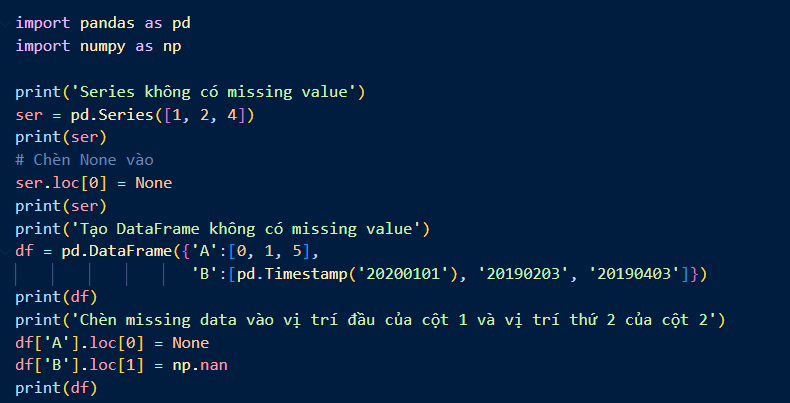 import pandas as pd
import numpy as np
print('Series không có missing value')
ser = pd.Series([1, 2, 4])
print(ser)
# Chèn None vào
ser.loc[0] = None
print(ser)
print('Tạo DataFrame không có missing value')
df = pd.DataFrame({'A':[0, 1, 5],
'B':[pd.Timestamp('20200101'), '20190203', '20190403']})
print(df)
print('Chèn missing data vào vị trí đầu của cột 1 và vị trí thứ 2 của cột 2')
df['A'].loc[0] = None
df['B'].loc[1] = np.nan
print(df)